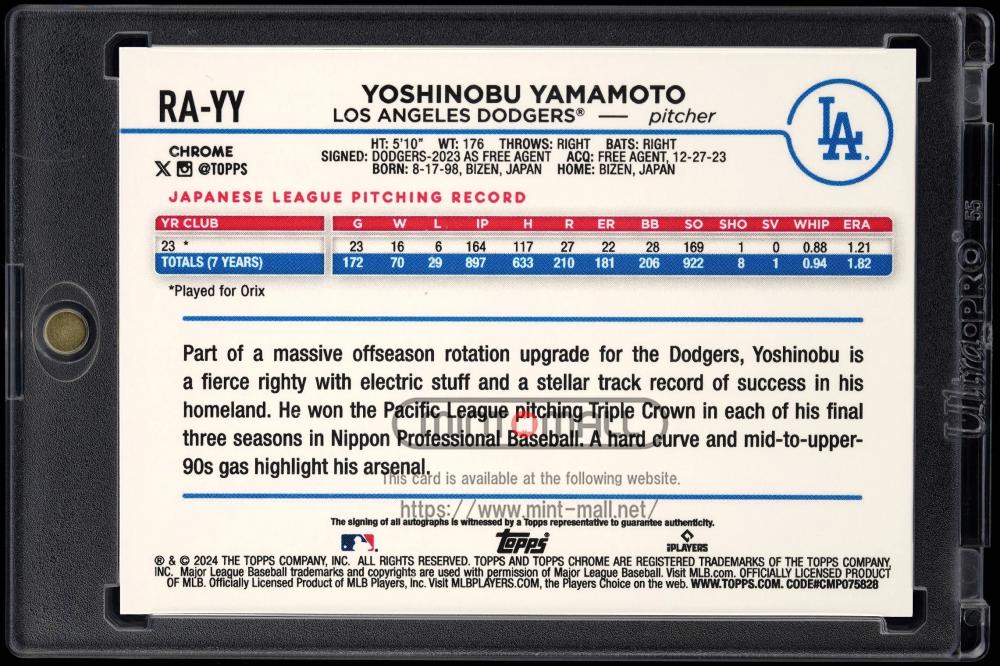 RA-YY
YOSHINOBU YAMAMOTO
LOS ANGELES DODGERS® — pitcher
LA
CHROME
@TOPPS
HT: 5'10" WT: 176 THROWS: RIGHT BATS: RIGHT
SIGNED: DODGERS-2023 AS FREE AGENT ACQ: FREE AGENT, 12-27-23
BORN: 8-17-98, BIZEN, JAPAN HOME: BIZEN, JAPAN
JAPANESE LEAGUE PITCHING RECORD
YR CLUB G W L IP H R ER BB SO SHO SV WHIP ERA
23 * 23 16 6 164 117 27 22 28 169 1 0 0.88 1.21
TOTALS (7 YEARS) 172 70 29 897 633 210 181 206 922 8 1 0.94 1.82
*Played for Orix
Part of a massive offseason rotation upgrade for the Dodgers, Yoshinobu is
a fierce righty with electric stuff and a stellar track record of success in his
homeland. He won the Pacific League pitching Triple Crown in each of his final
three seasons in Nippon Professional Baseball. A hard curve and mid-to-upper-
90s gas highlight his arsenal.
MINT MALL
This card is available at the following website.
https://www.mint-mall.net/
The signing of all autographs is witnessed by a Topps representative to guarantee authenticity.
Topps
PLAYERS
® & © 2024 THE TOPPS COMPANY, INC. ALL RIGHTS RESERVED. TOPPS AND TOPPS CHROME ARE REGISTERED TRADEMARKS OF THE TOPPS COMPANY,
INC. Major League Baseball trademarks and copyrights are used with permission of Major League Baseball. Visit MLB.com. OFFICIALLY LICENSED PRODUCT
OF MLB. Officially Licensed Product of MLB Players, Inc. Visit MLBPLAYERS.COM, the Players Choice on the web. WWW.TOPPS.COM. CODE#CMP075828
UltraPRO®
55